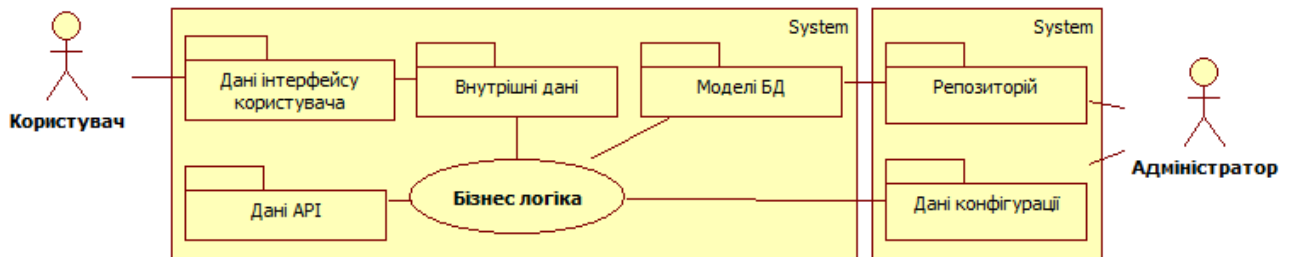 System
System
Дані інтерфейсу
користувача
Внутрішні дані
Моделі БД
Репозиторій
Користувач
Адміністратор
Дані API
Бізнес логіка
Дані конфігурації